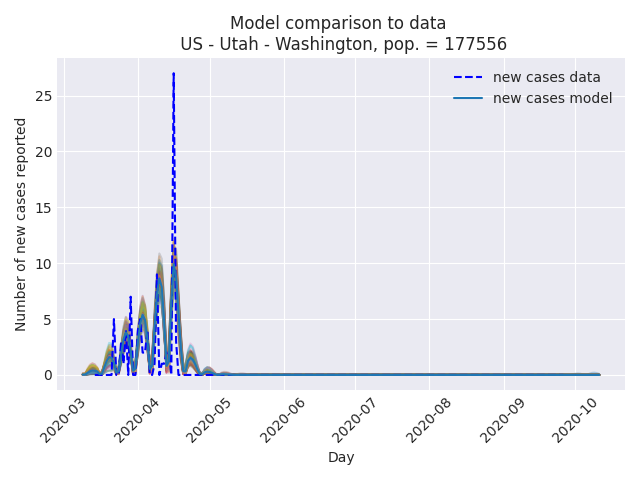 Model comparison to data
US - Utah - Washington, pop. = 177556
new cases data
new cases model
25
20
15
10
5
0
Number of new cases reported
2020-03
2020-04
2020-05
2020-06
2020-07
2020-08
2020-09
2020-10
Day